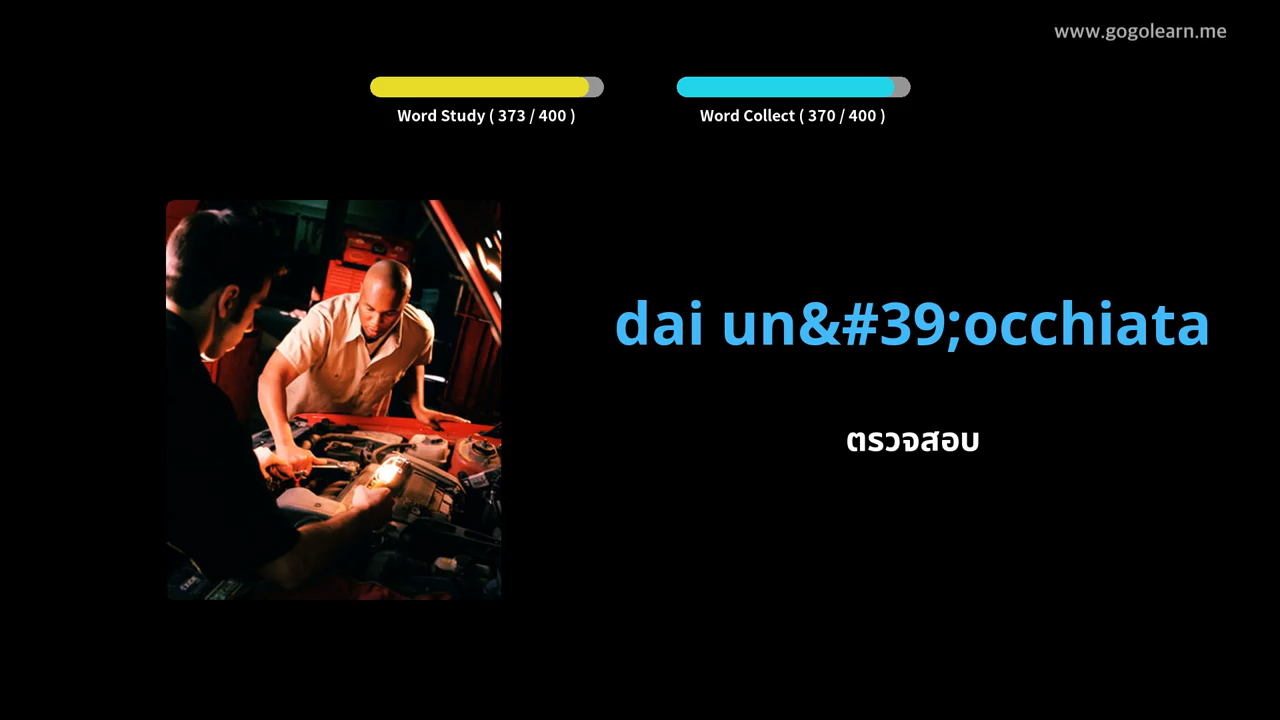 www.gogolearn.me
Word Study ( 373 / 400 )
Word Collect ( 370 / 400 )
dai un&#39;occhiata
ตรวจสอบ